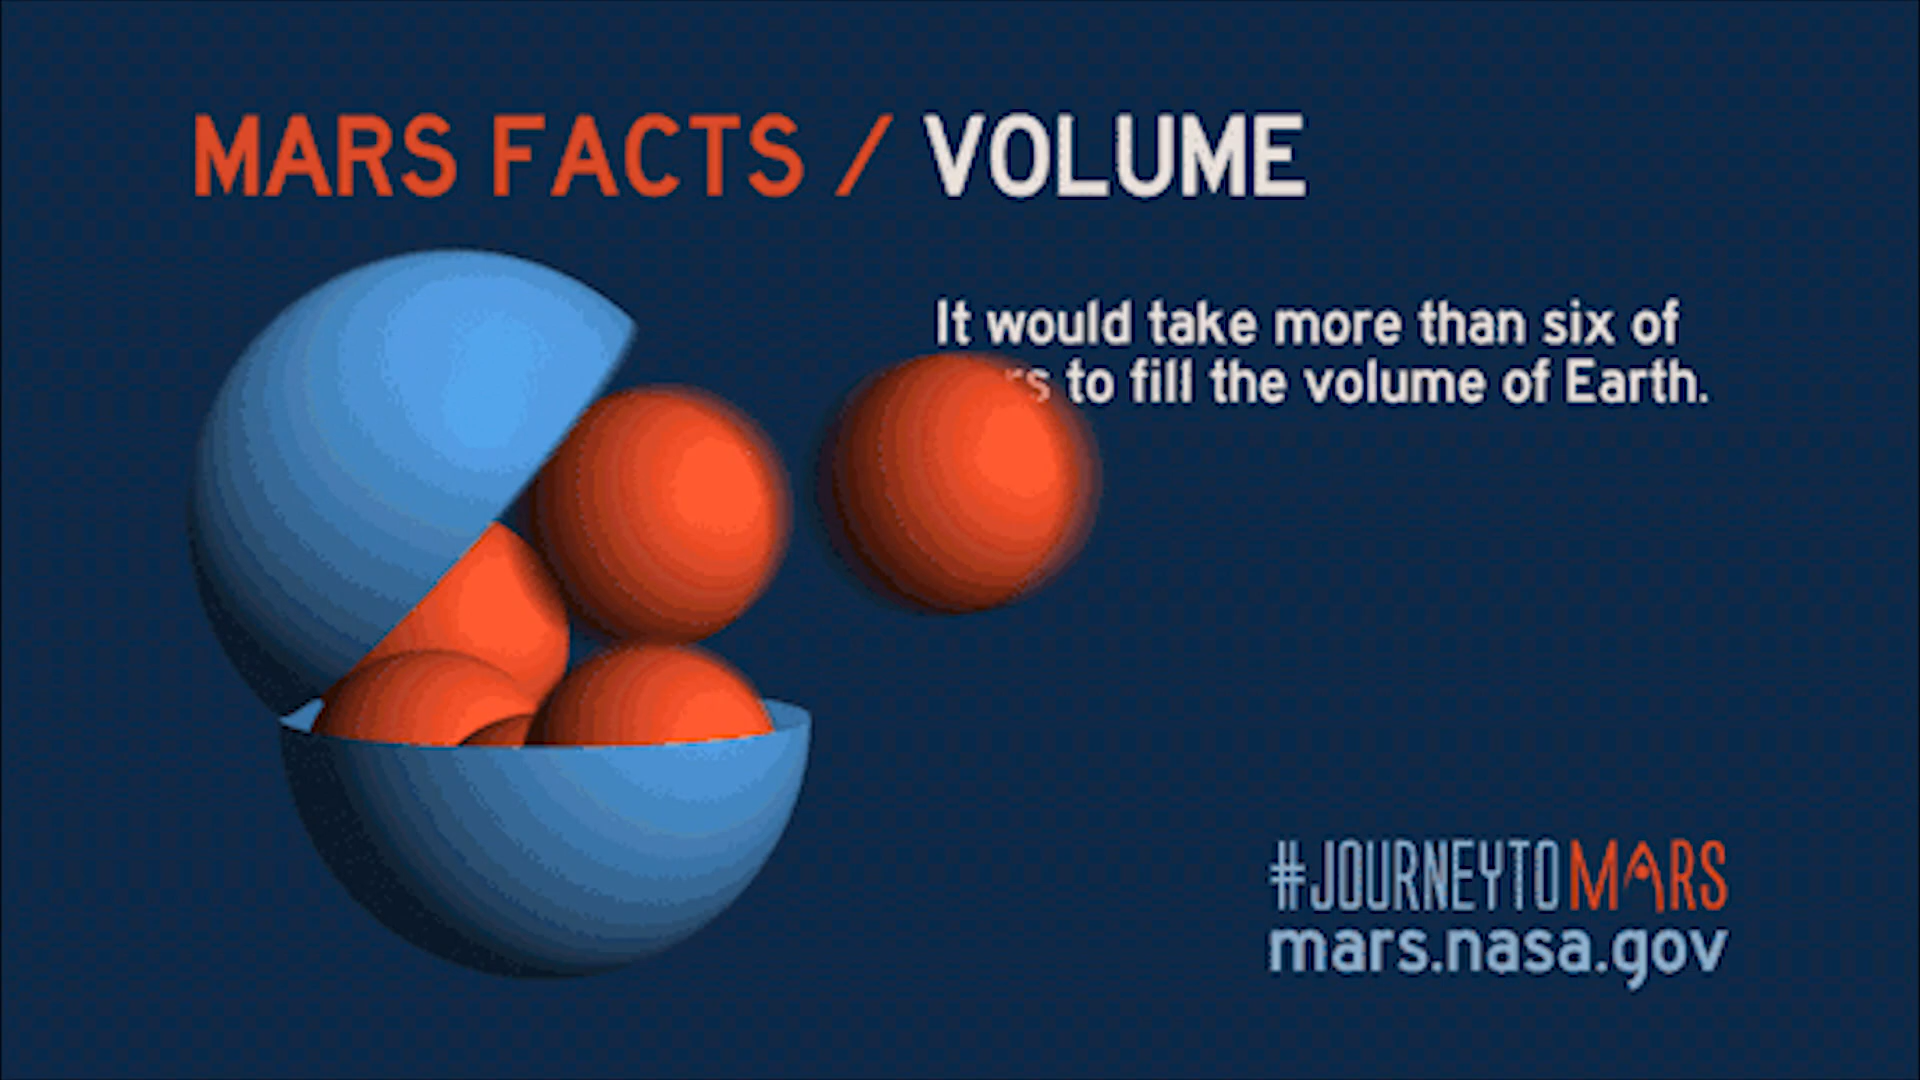 MARS FACTS / VOLUME
It would take more than six of
to fill the volume of Earth.
#JOURNEYTOMARS
mars.nasa.gov